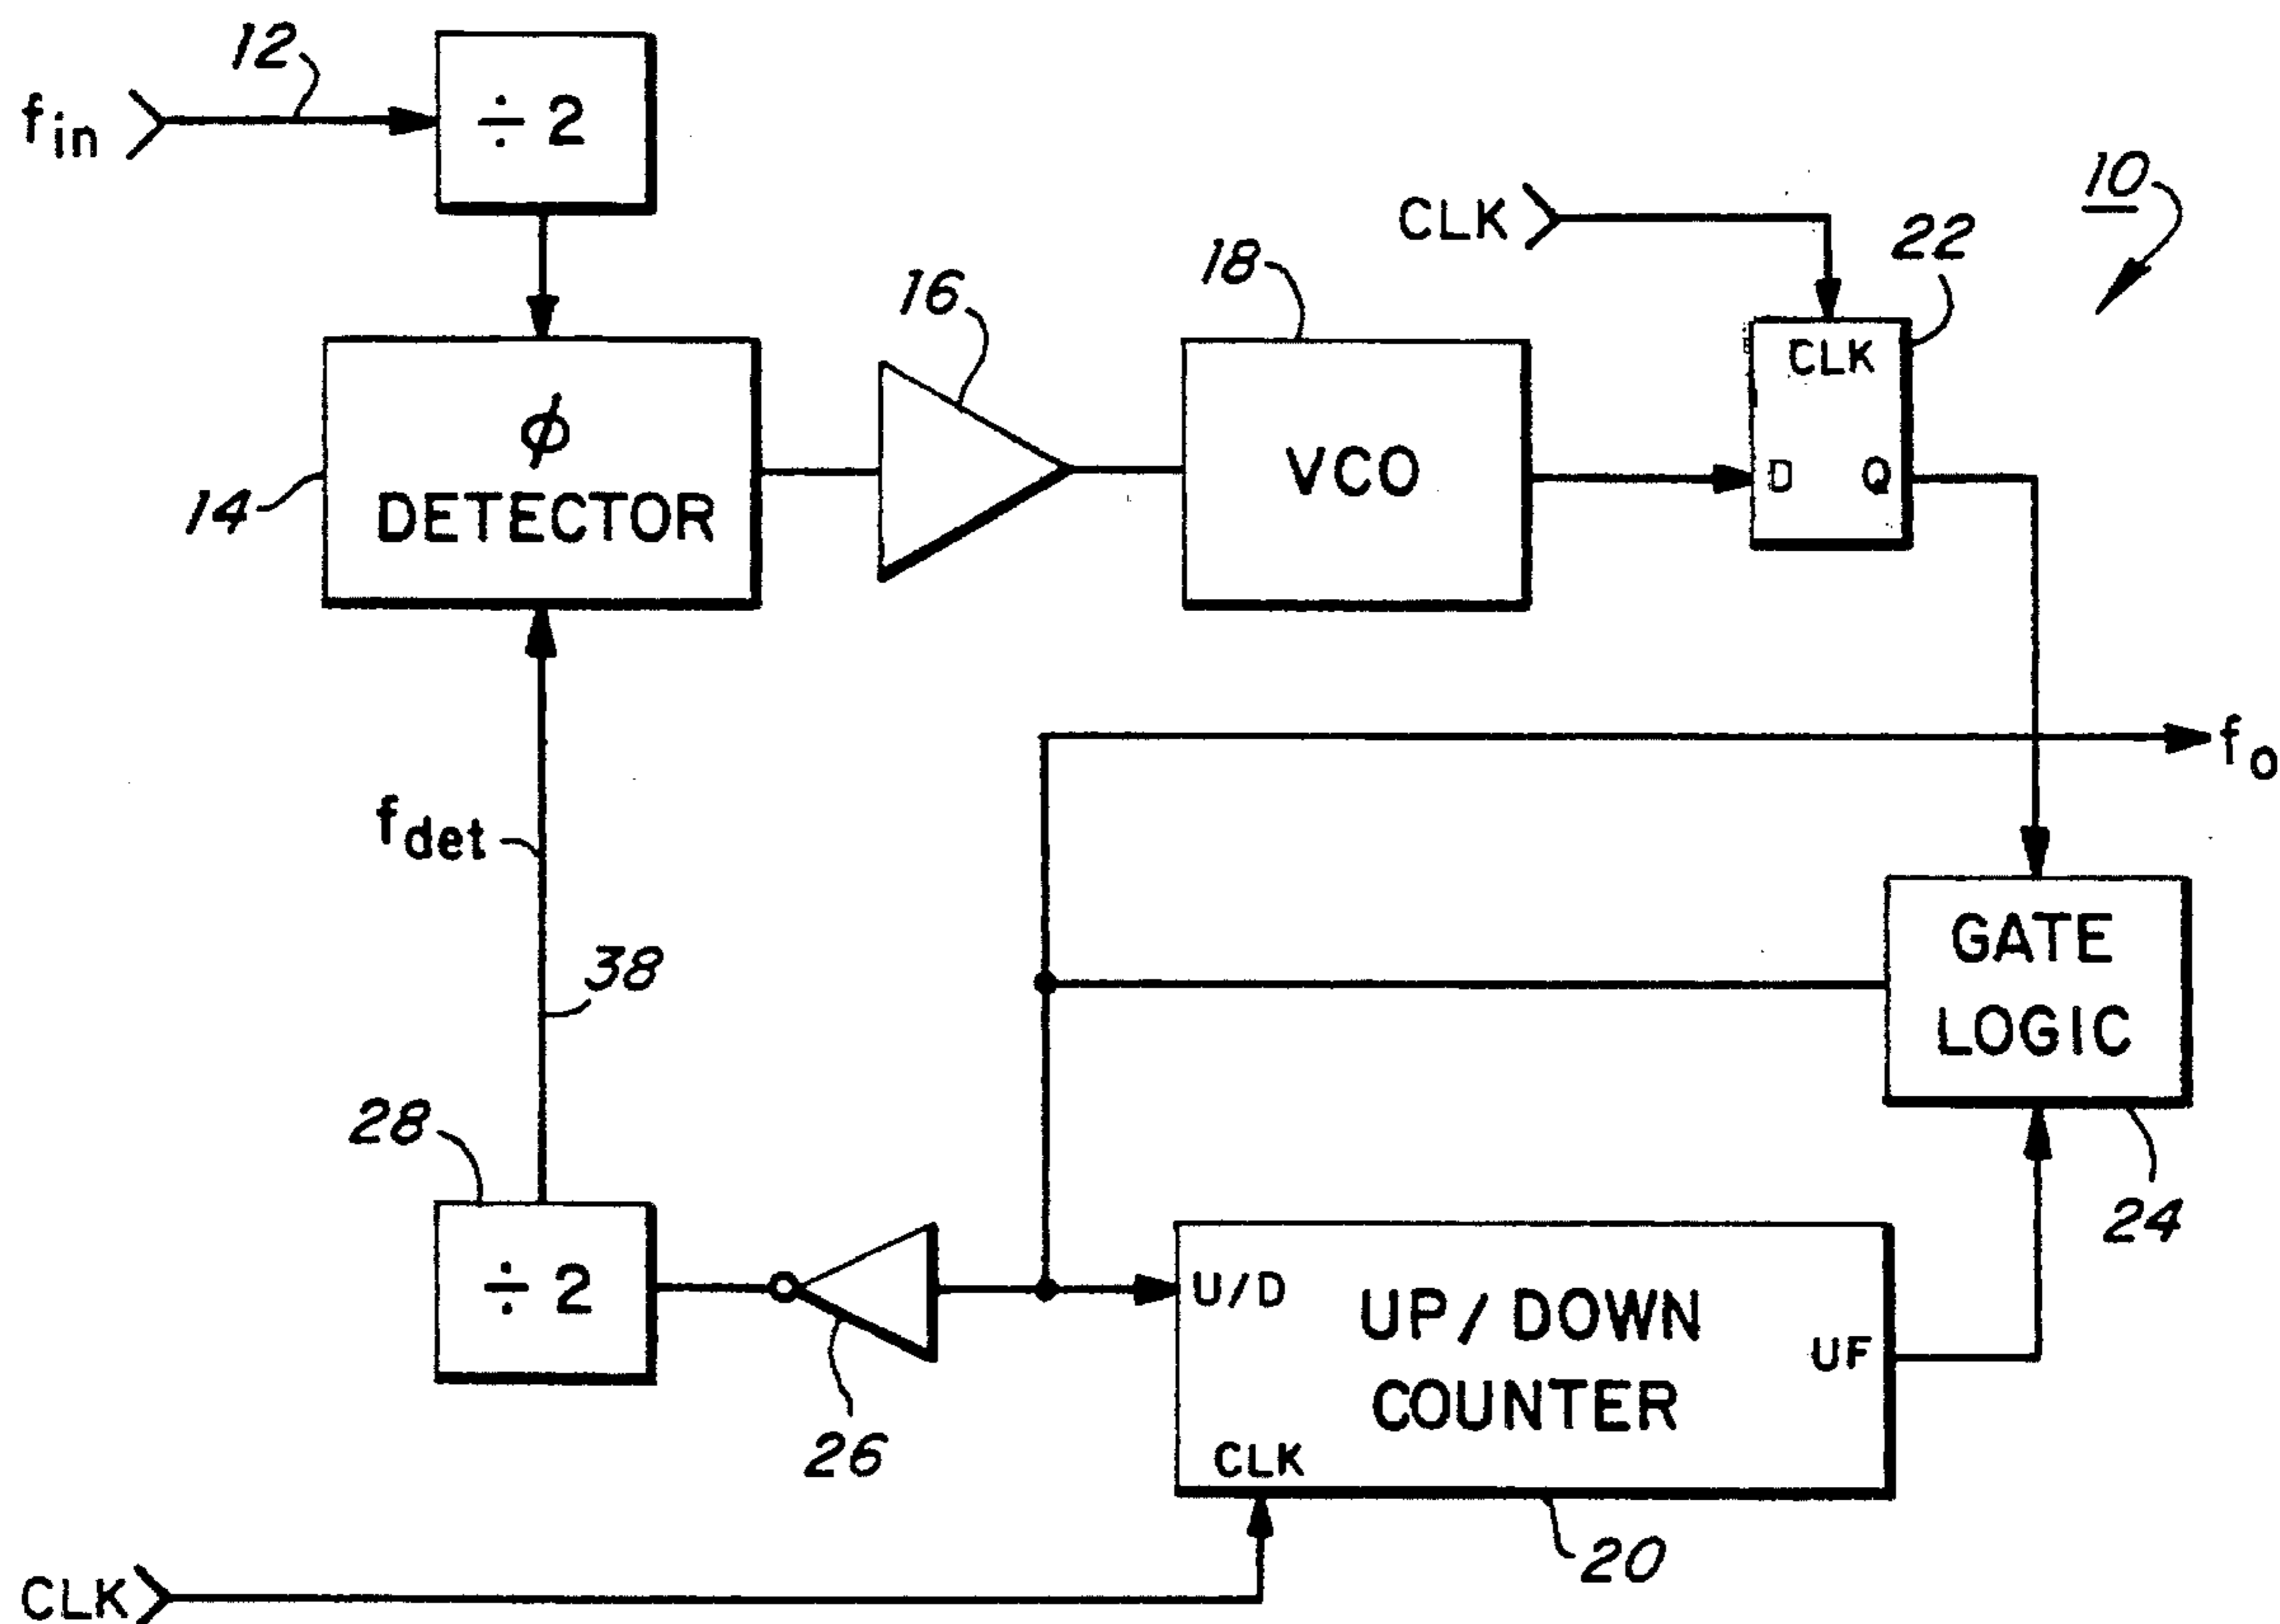 12
f_in
÷ 2
10
CLK
22
18
16
CLK
φ
DETECTOR
VCO
D Q
14
f_o
f_det
GATE
LOGIC
38
28
24
÷ 2
U/D
UP/DOWN
COUNTER
UF
26
CLK
20
CLK